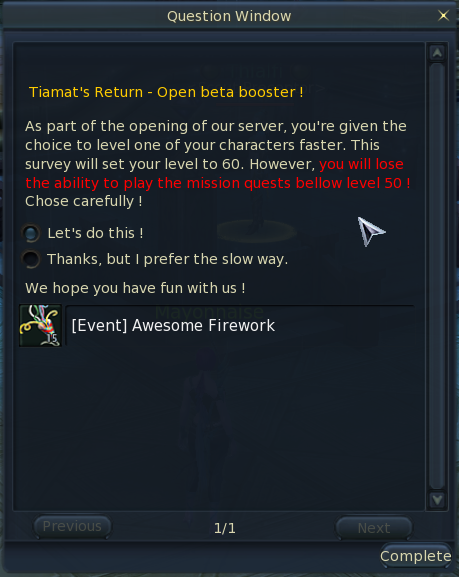 Question Window
Tiamat's Return - Open beta booster !
As part of the opening of our server, you're given the
choice to level one of your characters faster. This
survey will set your level to 60. However, you will lose
the ability to play the mission quests bellow level 50 !
Chose carefully !
Let's do this !
Thanks, but I prefer the slow way.
We hope you have fun with us !
Mayonnaise
15
[Event] Awesome Firework
Previous
1/1
Next
Complete